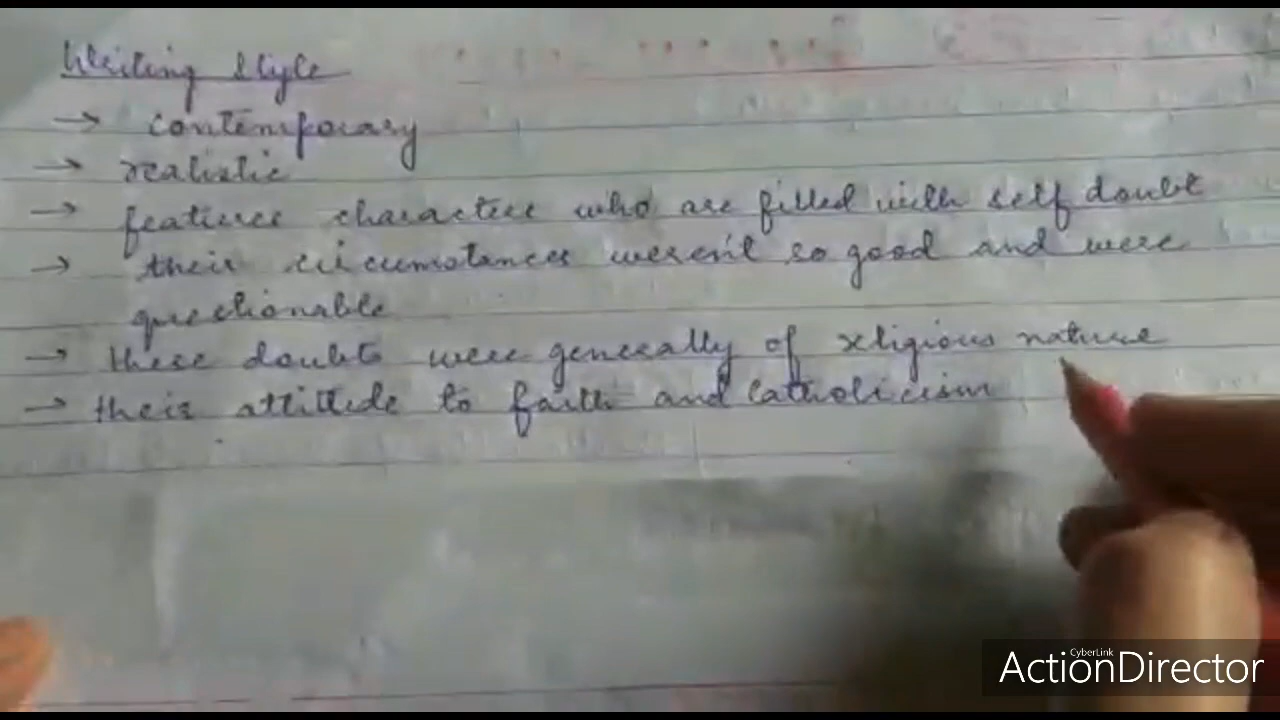 Writing Style
→ contemporary
→ realistic
→ features characters who are filled with self doubt
→ their circumstances weren't so good and were
questionable
→ these doubts were generally of religious nature
→ their attitude to faith and Catholicism
CyberLink
ActionDirector